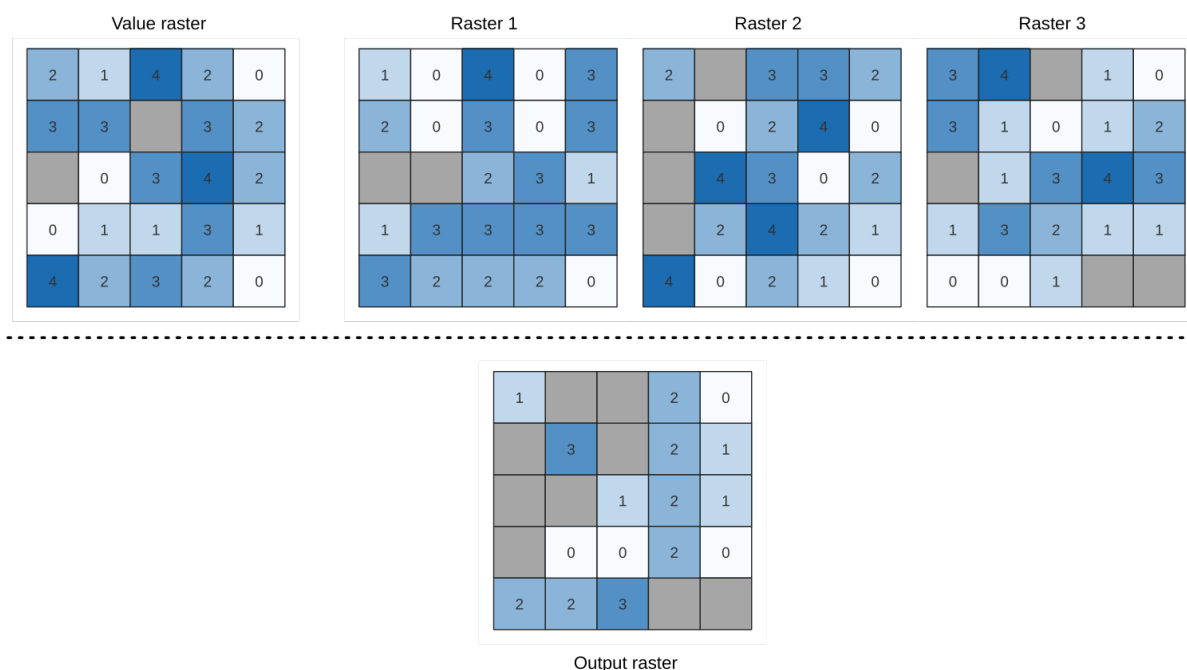 Value raster Raster 1 Raster 2 Raster 3
2 1 4 2 0 1 0 4 0 3 2 3 3 2 3 4 1 0
3 3 3 2 2 0 3 0 3 0 2 4 0 3 1 0 1 2
0 3 4 2 2 3 1 4 3 0 2 1 3 4 3
0 1 1 3 1 1 3 3 3 3 2 4 2 1 1 3 2 1 1
4 2 3 2 0 3 2 2 2 0 4 0 2 1 0 0 0 1
1 2 0
3 2 1
1 2 1
0 0 2 0
2 2 3
Output raster